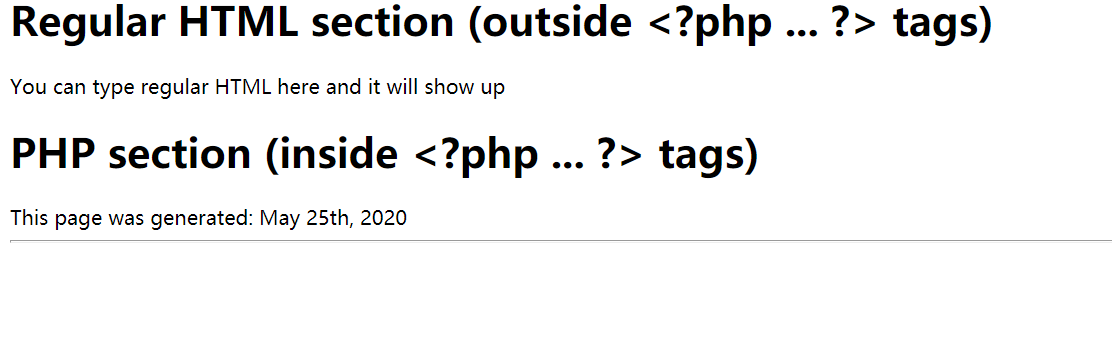 Regular HTML section (outside <?php ... ?> tags)
You can type regular HTML here and it will show up
PHP section (inside <?php ... ?> tags)
This page was generated: May 25th, 2020